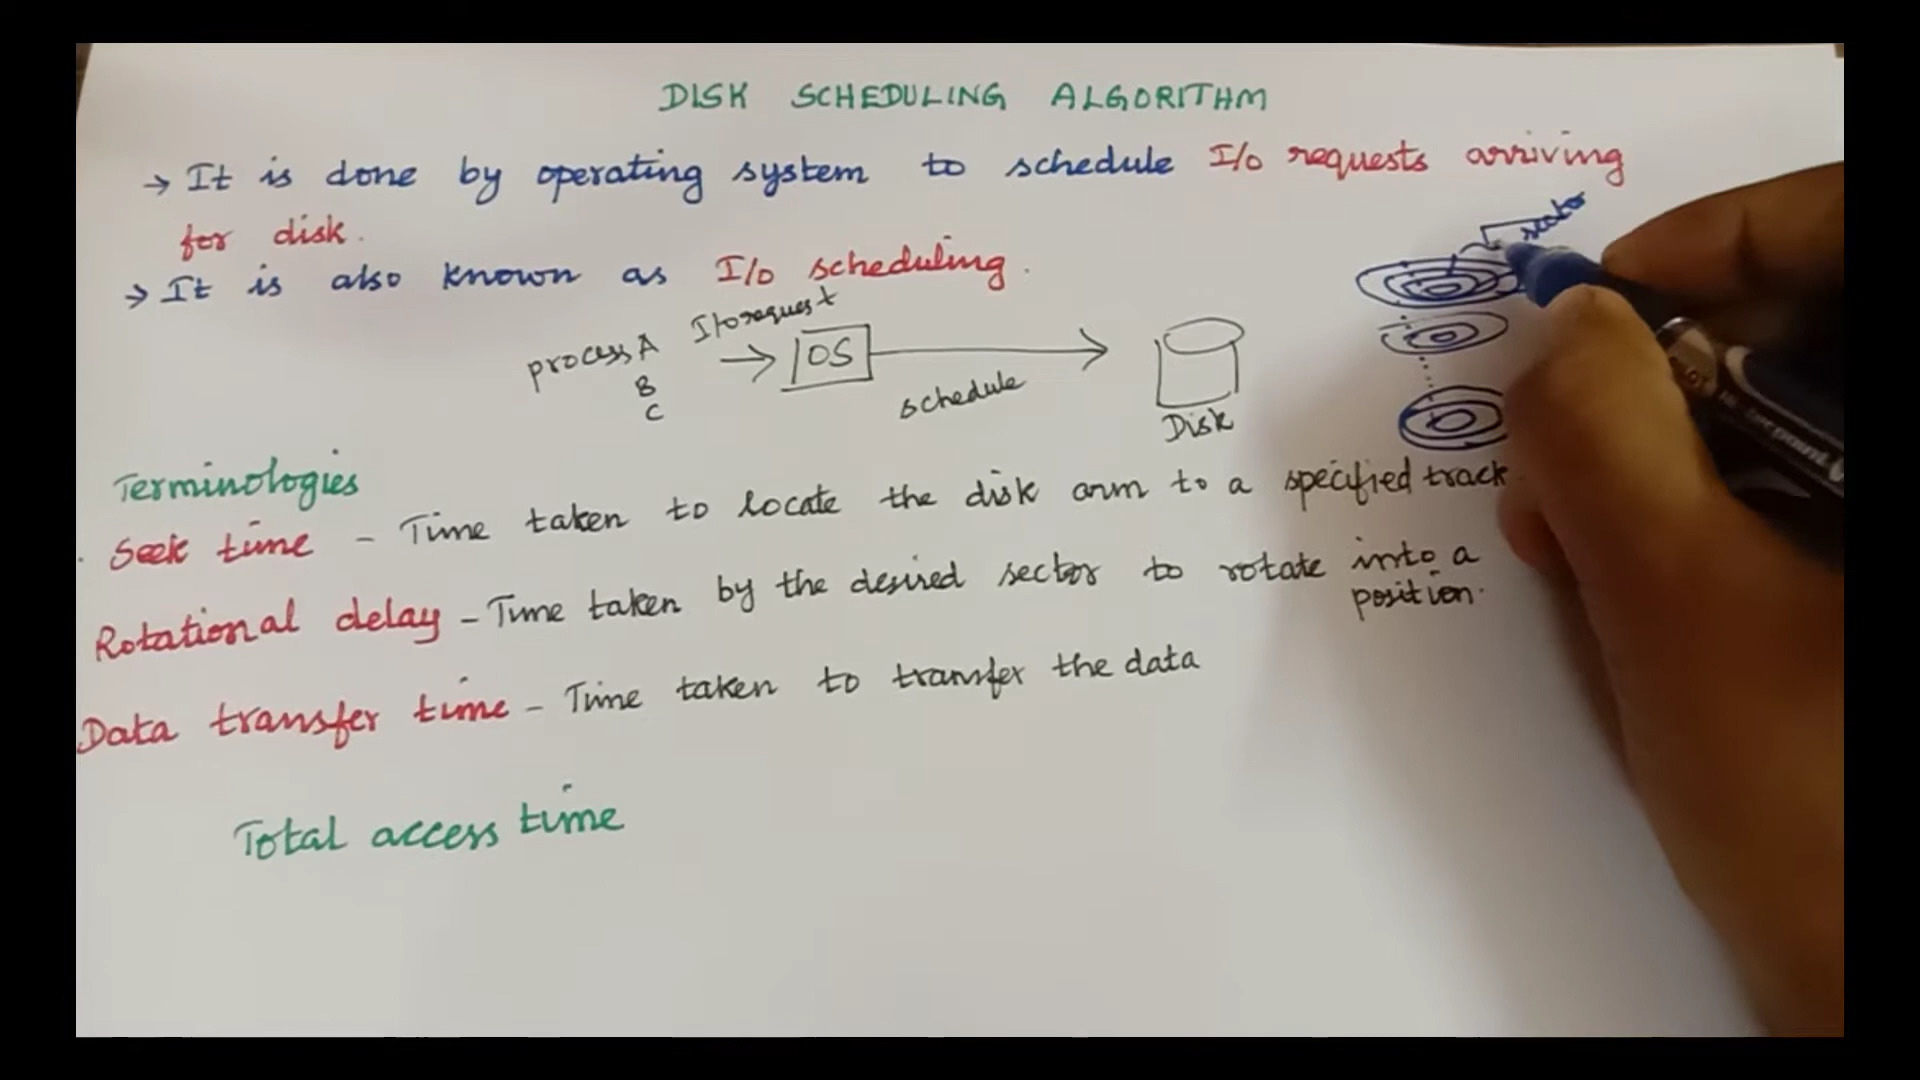 DISK SCHEDULING ALGORITHM
→ It is done by operating system to schedule I/o requests arriving
for disk.
→ It is also known as I/o scheduling.
process A
B
C
I/o request
OS
schedule
Disk
sector
Terminologies
Seek time - Time taken to locate the disk arm to a specified track.
Rotational delay - Time taken by the desired sector to rotate into a
position.
Data transfer time - Time taken to transfer the data
Total access time